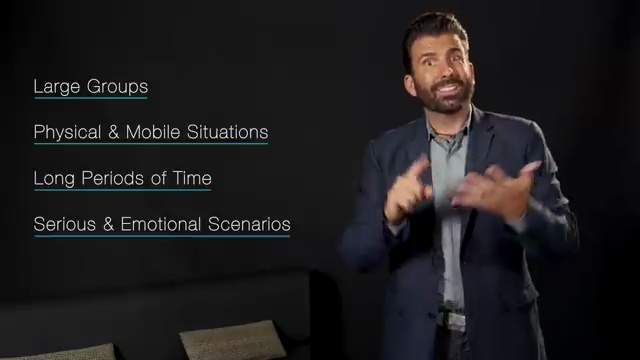 Large Groups
Physical & Mobile Situations
Long Periods of Time
Serious & Emotional Scenarios